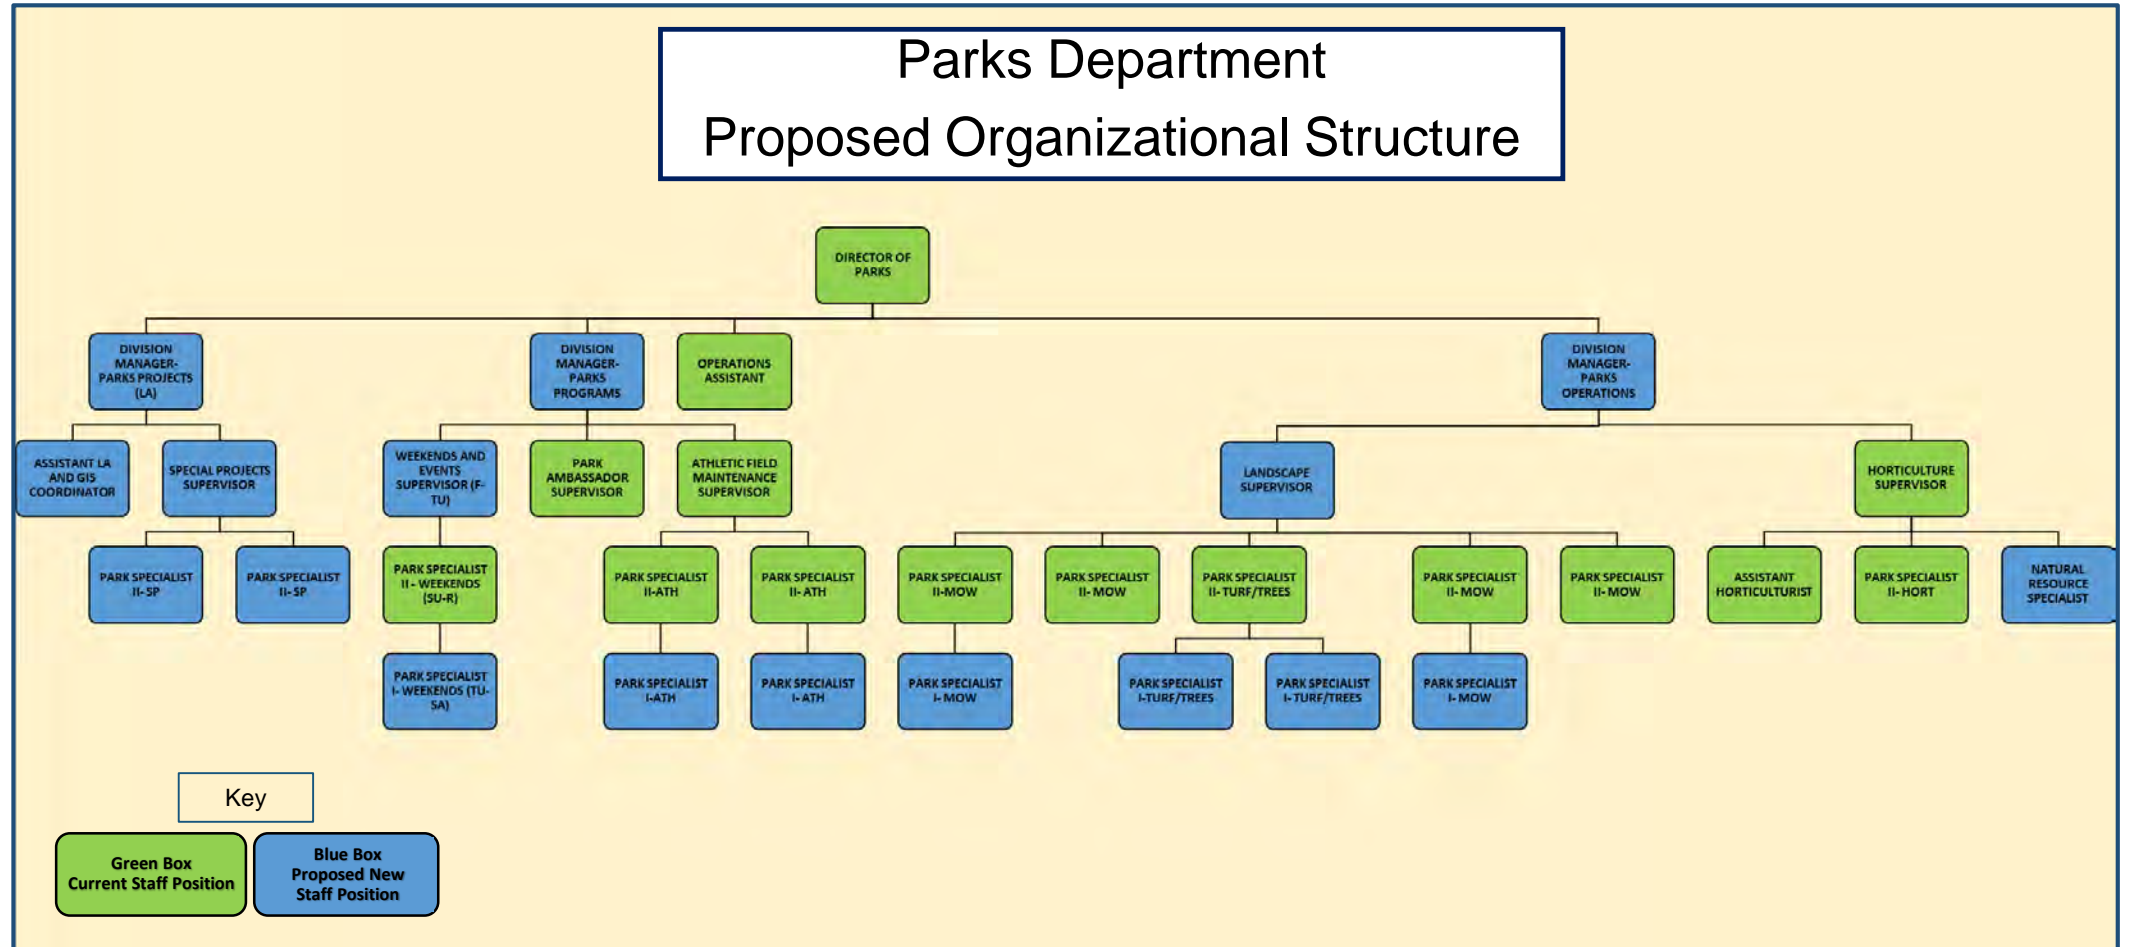 Parks Department
Proposed Organizational Structure
DIRECTOR OF
PARKS
DIVISION
MANAGER-
PARKS PROJECTS
(LA)
DIVISION
MANAGER-
PARKS
PROGRAMS
OPERATIONS
ASSISTANT
DIVISION
MANAGER-
PARKS
OPERATIONS
ASSISTANT LA
AND GIS
COORDINATOR
SPECIAL PROJECTS
SUPERVISOR
WEEKENDS AND
EVENTS
SUPERVISOR (F-
TU)
PARK
AMBASSADOR
SUPERVISOR
ATHLETIC FIELD
MAINTENANCE
SUPERVISOR
LANDSCAPE
SUPERVISOR
HORTICULTURE
SUPERVISOR
PARK SPECIALIST
II- SP
PARK SPECIALIST
II- SP
PARK SPECIALIST
II - WEEKENDS
(SU-R)
PARK SPECIALIST
II-ATH
PARK SPECIALIST
II- ATH
PARK SPECIALIST
II-MOW
PARK SPECIALIST
II- MOW
PARK SPECIALIST
II- TURF/TREES
PARK SPECIALIST
II- MOW
PARK SPECIALIST
II- MOW
ASSISTANT
HORTICULTURIST
PARK SPECIALIST
II- HORT
NATURAL
RESOURCE
SPECIALIST
PARK SPECIALIST
I- WEEKENDS (TU-
SA)
PARK SPECIALIST
I-ATH
PARK SPECIALIST
I- ATH
PARK SPECIALIST
I- MOW
PARK SPECIALIST
I-TURF/TREES
PARK SPECIALIST
I- TURF/TREES
PARK SPECIALIST
I- MOW
Key
Green Box
Current Staff Position
Blue Box
Proposed New
Staff Position